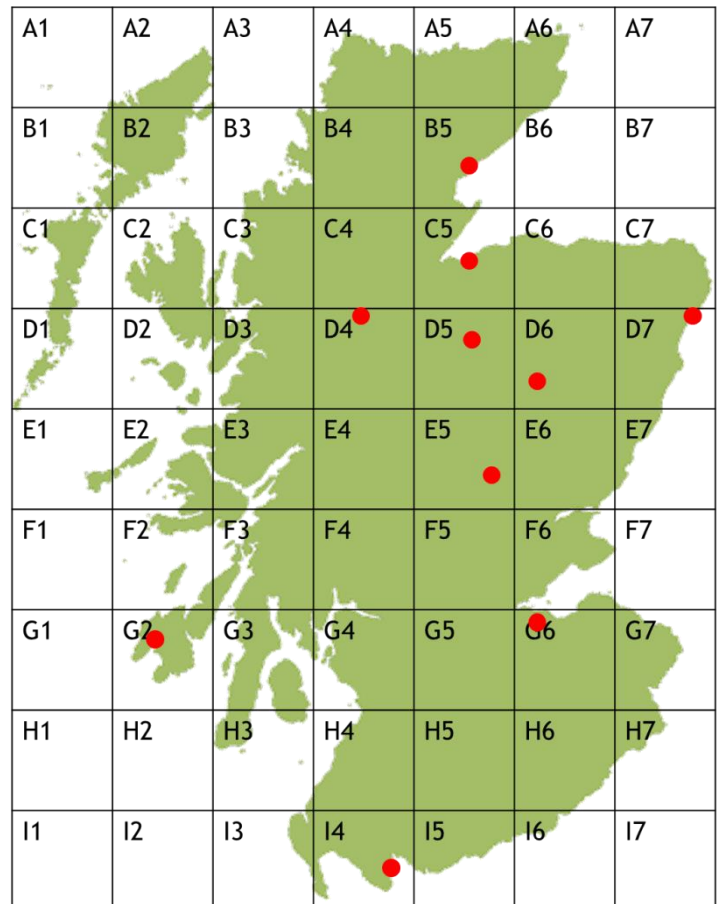 A1 A2 A3 A4 A5 A6 A7
B1 B2 B3 B4 B5 B6 B7
C1 C2 C3 C4 C5 C6 C7
D1 D2 D3 D4 D5 D6 D7
E1 E2 E3 E4 E5 E6 E7
F1 F2 F3 F4 F5 F6 F7
G1 G2 G3 G4 G5 G6 G7
H1 H2 H3 H4 H5 H6 H7
I1 I2 I3 I4 I5 I6 I7